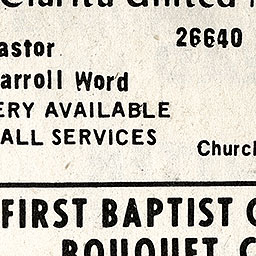 Clarita United
astor 26640
arroll Word
ERY AVAILABLE
ALL SERVICES
Church
FIRST BAPTIST
BOUQUET